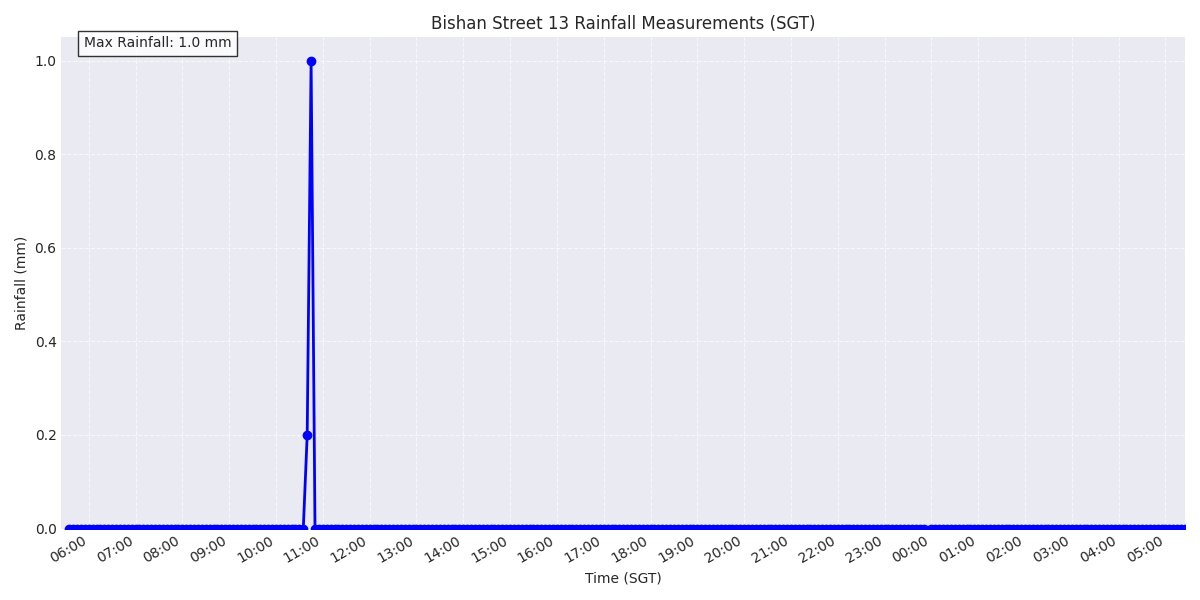 Bishan Street 13 Rainfall Measurements (SGT)
Max Rainfall: 1.0 mm
1.0
0.8
0.6
0.4
0.2
0.0
Rainfall (mm)
06:00 07:00 08:00 09:00 10:00 11:00 12:00 13:00 14:00 15:00 16:00 17:00 18:00 19:00 20:00 21:00 22:00 23:00 00:00 01:00 02:00 03:00 04:00 05:00
Time (SGT)